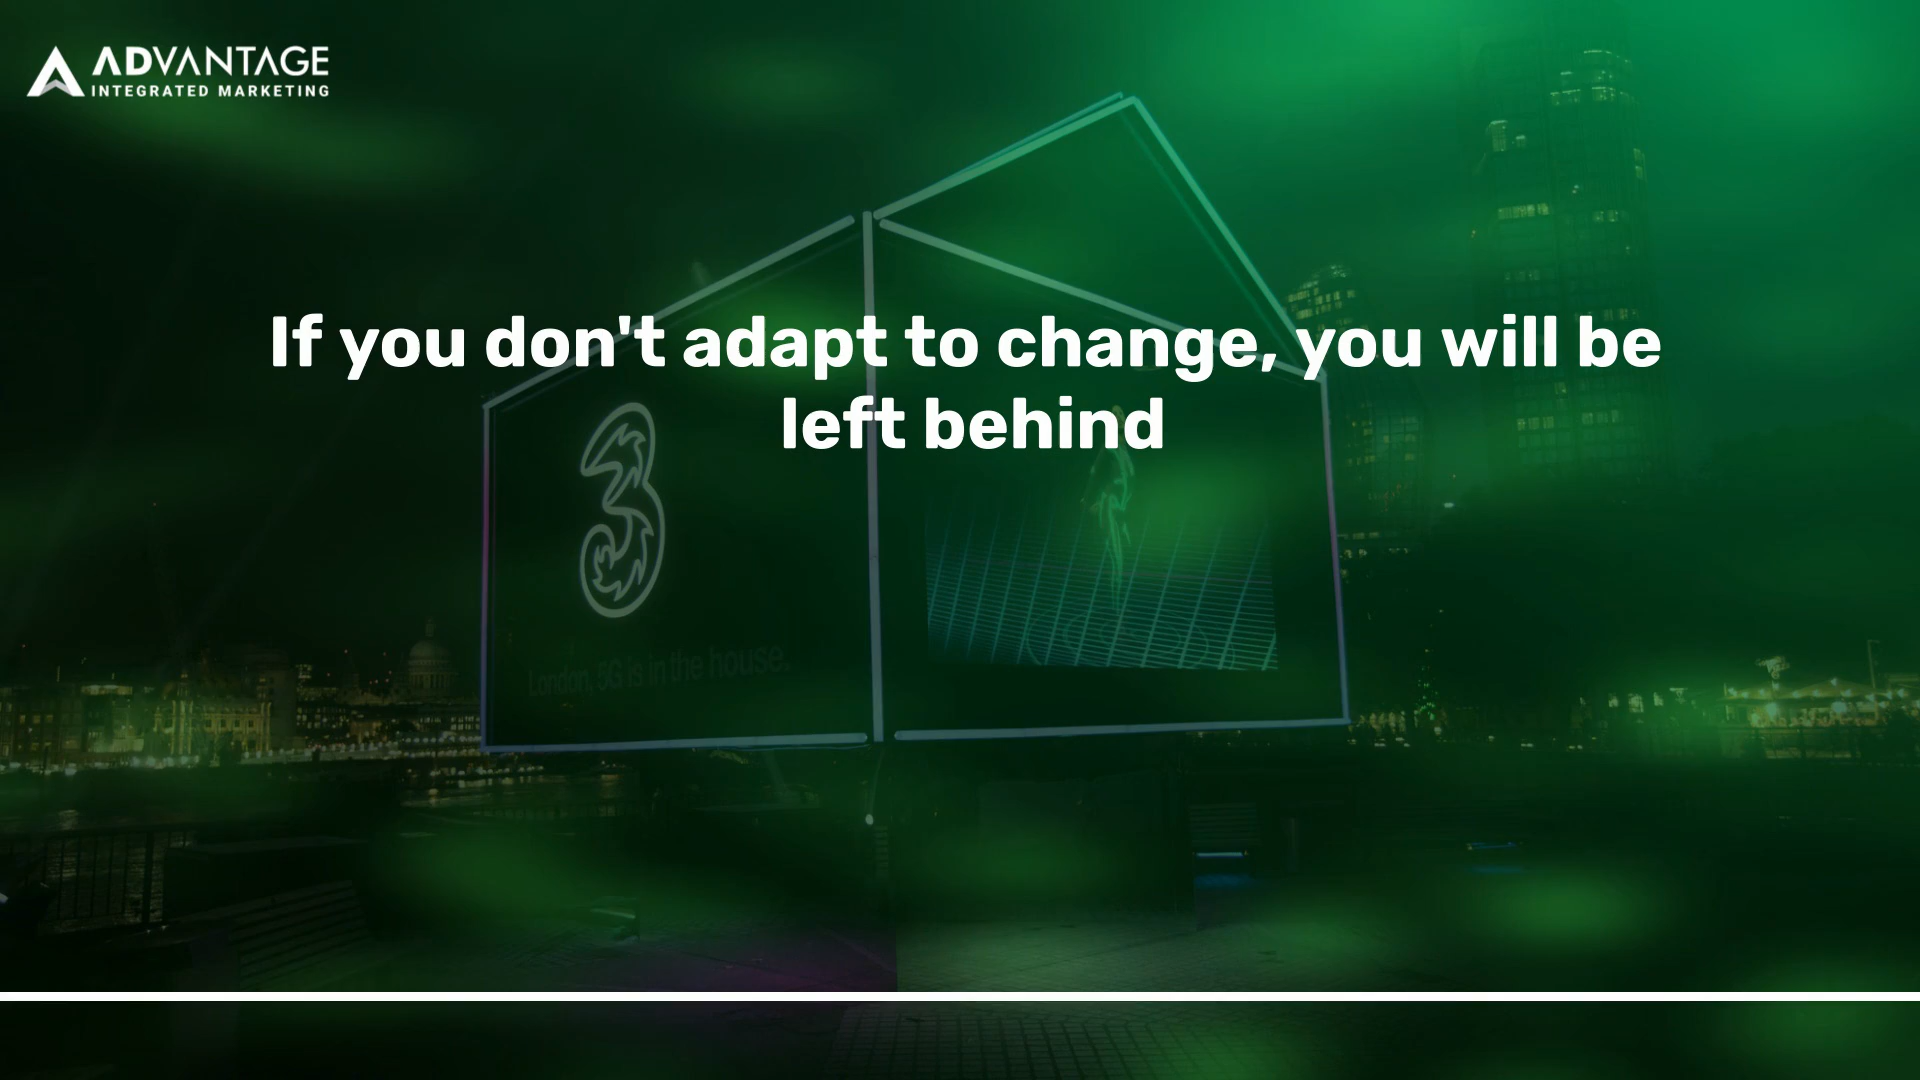 ADVANTAGE
INTEGRATED MARKETING
If you don't adapt to change, you will be
left behind
3
London, 5G is in the house.